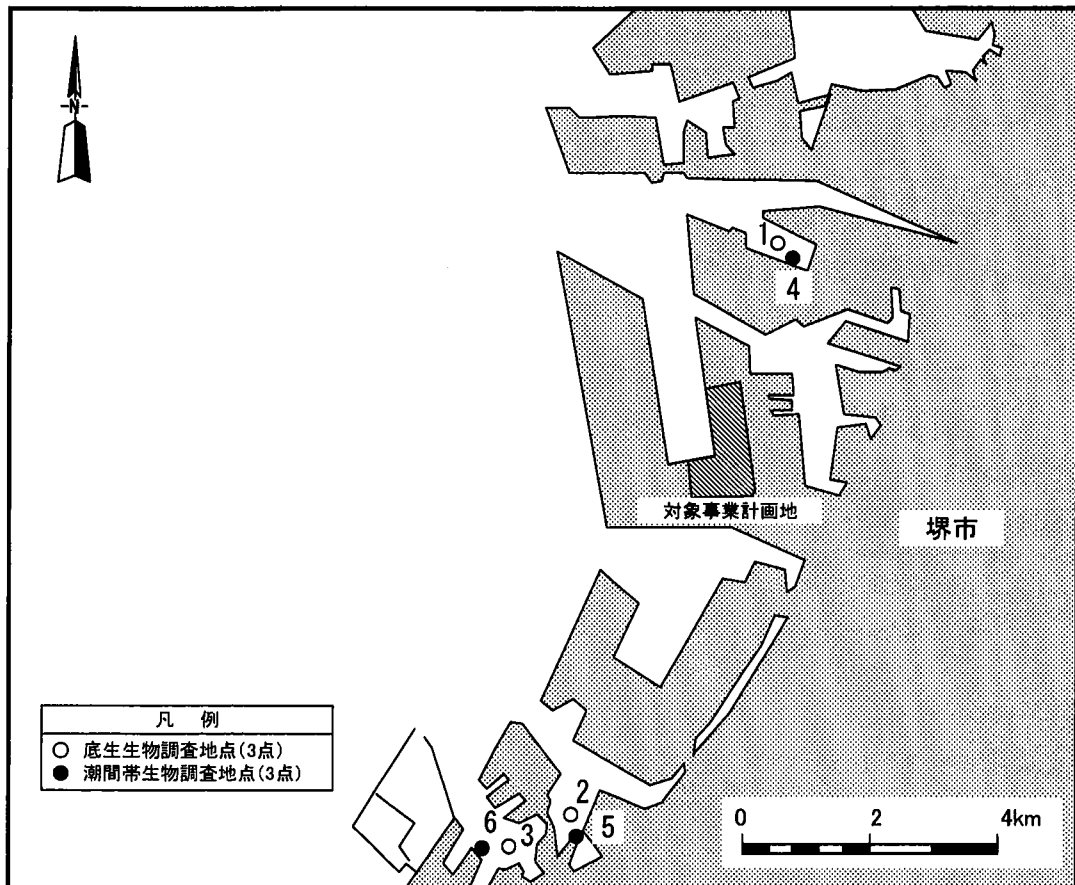 N
1
4
対象事業計画地
堺市
凡 例
○ 底生生物調査地点(3点)
● 潮間帯生物調査地点(3点)
2
5
6
3
0 2 4km